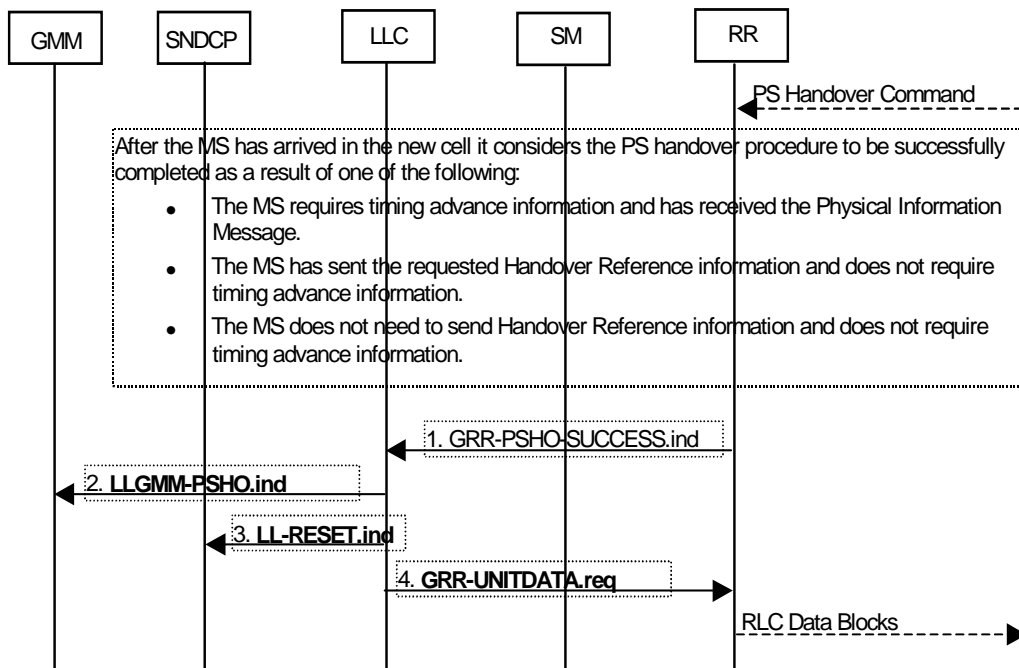 GMM
SNDCP
LLC
SM
RR
PS Handover Command
After the MS has arrived in the new cell it considers the PS handover procedure to be successfully
completed as a result of one of the following:
• The MS requires timing advance information and has received the Physical Information
Message.
• The MS has sent the requested Handover Reference information and does not require
timing advance information.
• The MS does not need to send Handover Reference information and does not require
timing advance information.
1. GRR-PSHO-SUCCESS.ind
2. LLGMM-PSHO.ind
3. LL-RESET.ind
4. GRR-UNITDATA.req
RLC Data Blocks